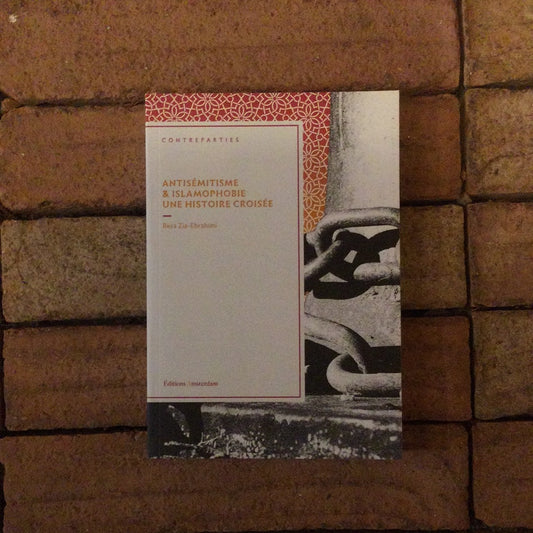 CONTREPARTIES
ANTISÉMITISME
& ISLAMOPHOBIE
UNE HISTOIRE CROISÉE
Reza Zia-Ebrahimi
Éditions Amsterdam